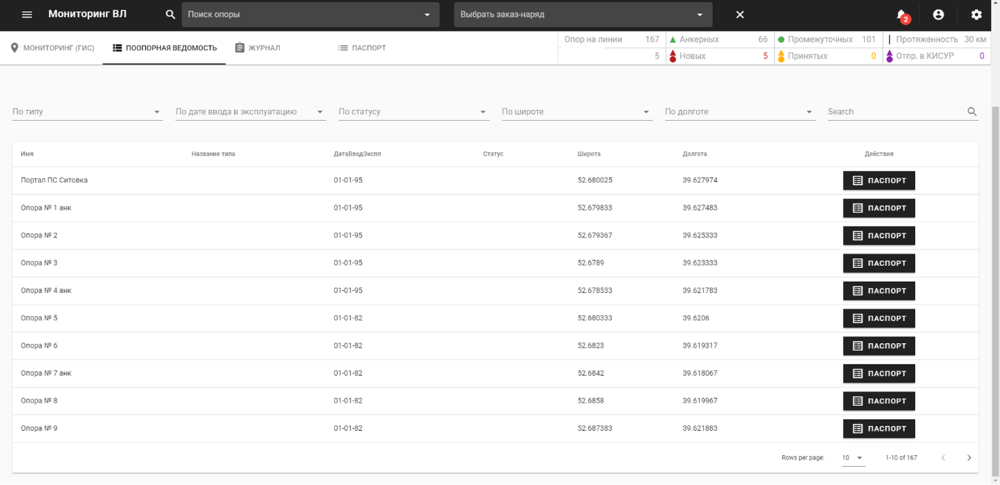 Мониторинг ВЛ Поиск опоры Выбрать заказ-наряд 2
МОНИТОРИНГ (ГИС) ПООПОРНАЯ ВЕДОМОСТЬ ЖУРНАЛ ПАСПОРТ
Опор на линии 167 Анкерных 66 Промежуточных 101 Протяженность 30 км
5 Новых 5 Принятых 0 Отпр. в КИСУР 0
По типу По дате ввода в эксплуатацию По статусу По широте По долготе Search
Имя Название типа ДатаВводЭкспл Статус Широта Долгота Действия
Портал ПС Ситовка 01-01-95 52.680025 39.627974 ПАСПОРТ
Опора № 1 анк 01-01-95 52.679833 39.627483 ПАСПОРТ
Опора № 2 01-01-95 52.679367 39.625333 ПАСПОРТ
Опора № 3 01-01-95 52.6789 39.623333 ПАСПОРТ
Опора № 4 анк 01-01-95 52.678533 39.621783 ПАСПОРТ
Опора № 5 01-01-82 52.680333 39.6206 ПАСПОРТ
Опора № 6 01-01-82 52.6823 39.619317 ПАСПОРТ
Опора № 7 анк 01-01-82 52.6842 39.618067 ПАСПОРТ
Опора № 8 01-01-82 52.6858 39.619967 ПАСПОРТ
Опора № 9 01-01-82 52.687383 39.621883 ПАСПОРТ
Rows per page: 10 1-10 of 167